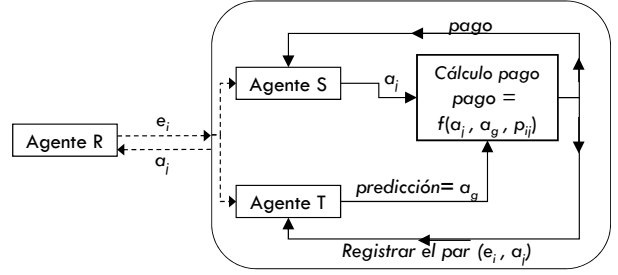 pago
Agente S
a_j
Cálculo pago
pago =
f(a_j , a_g , p_ij)
e_i
Agente R
a_j
Agente T
predicción= a_g
Registrar el par (e_i , a_j)